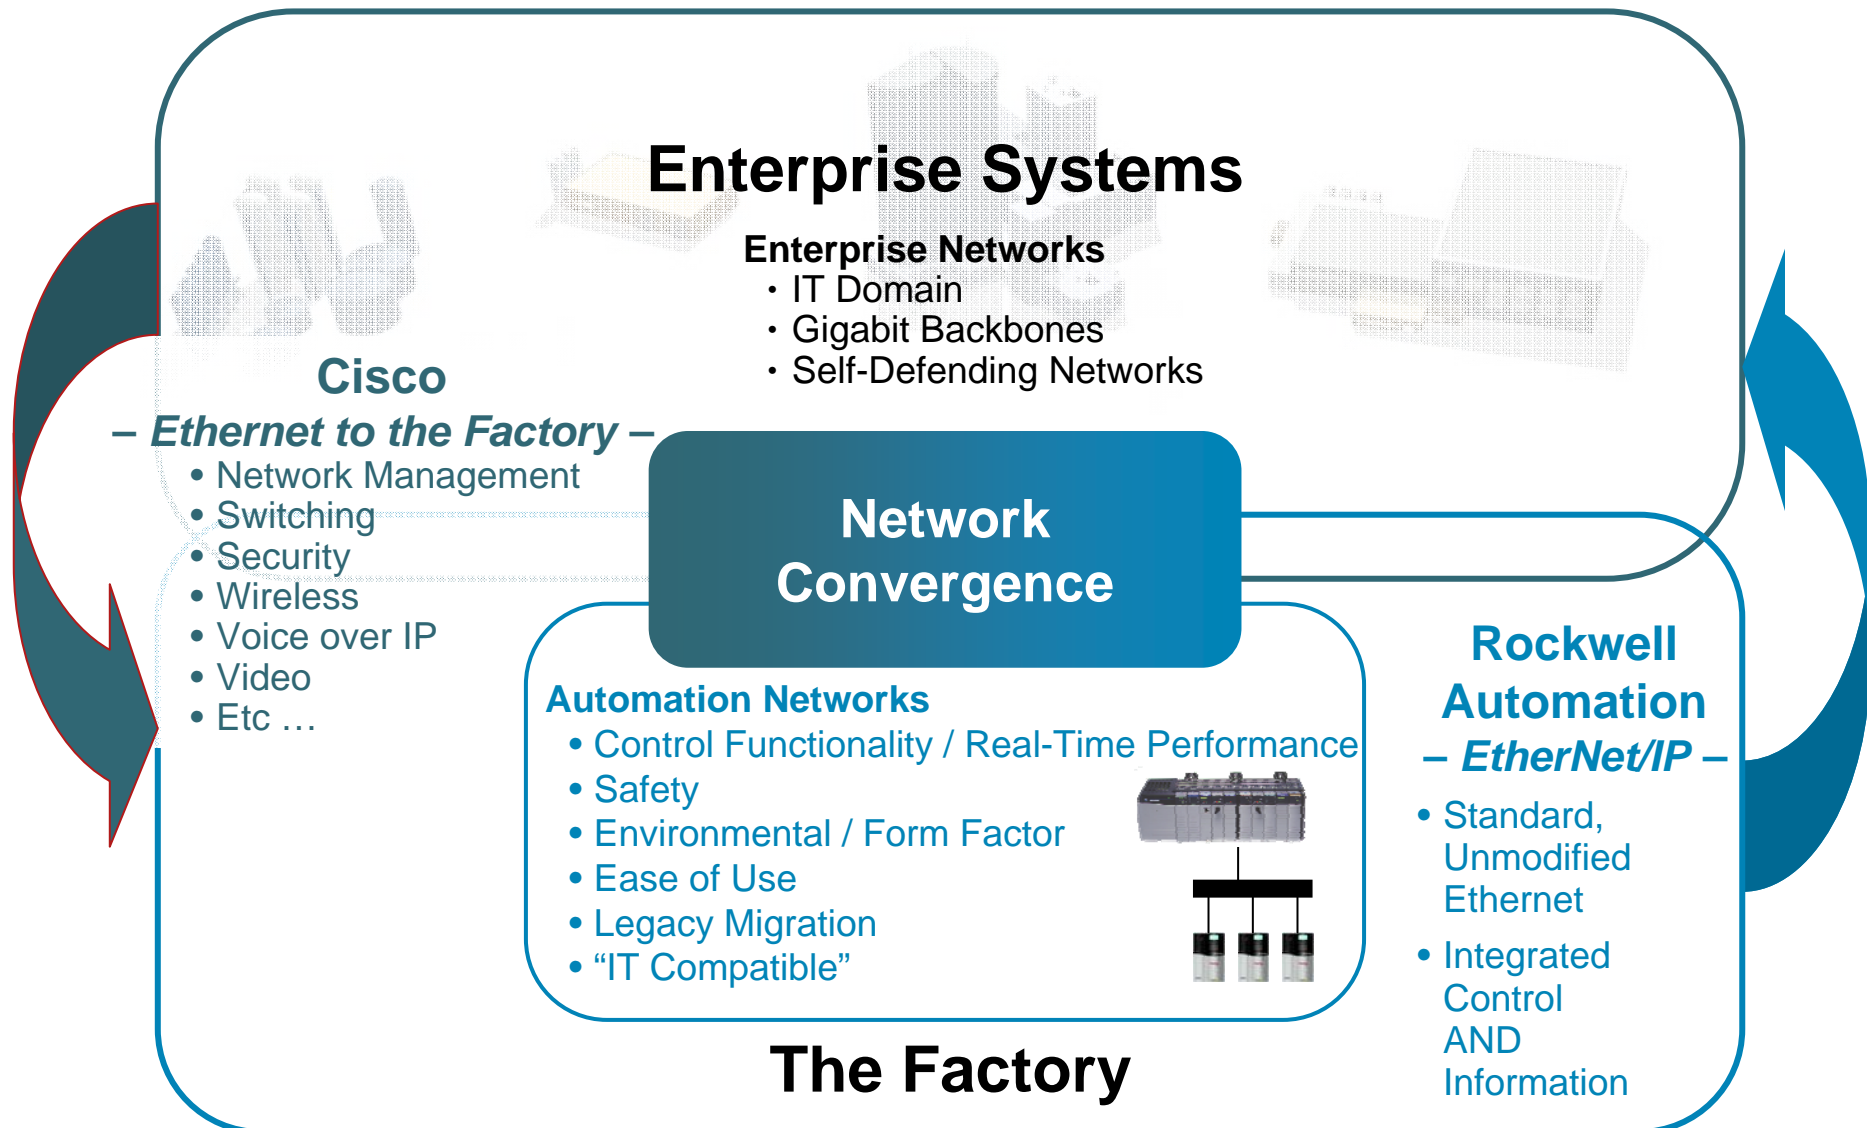 Enterprise Systems
Enterprise Networks
· IT Domain
· Gigabit Backbones
· Self-Defending Networks
Cisco
– Ethernet to the Factory –
• Network Management
• Switching
• Security
• Wireless
• Voice over IP
• Video
• Etc …
Network
Convergence
Automation Networks
• Control Functionality / Real-Time Performance
• Safety
• Environmental / Form Factor
• Ease of Use
• Legacy Migration
• “IT Compatible”
Rockwell
Automation
– EtherNet/IP –
• Standard,
Unmodified
Ethernet
• Integrated
Control
AND
Information
The Factory